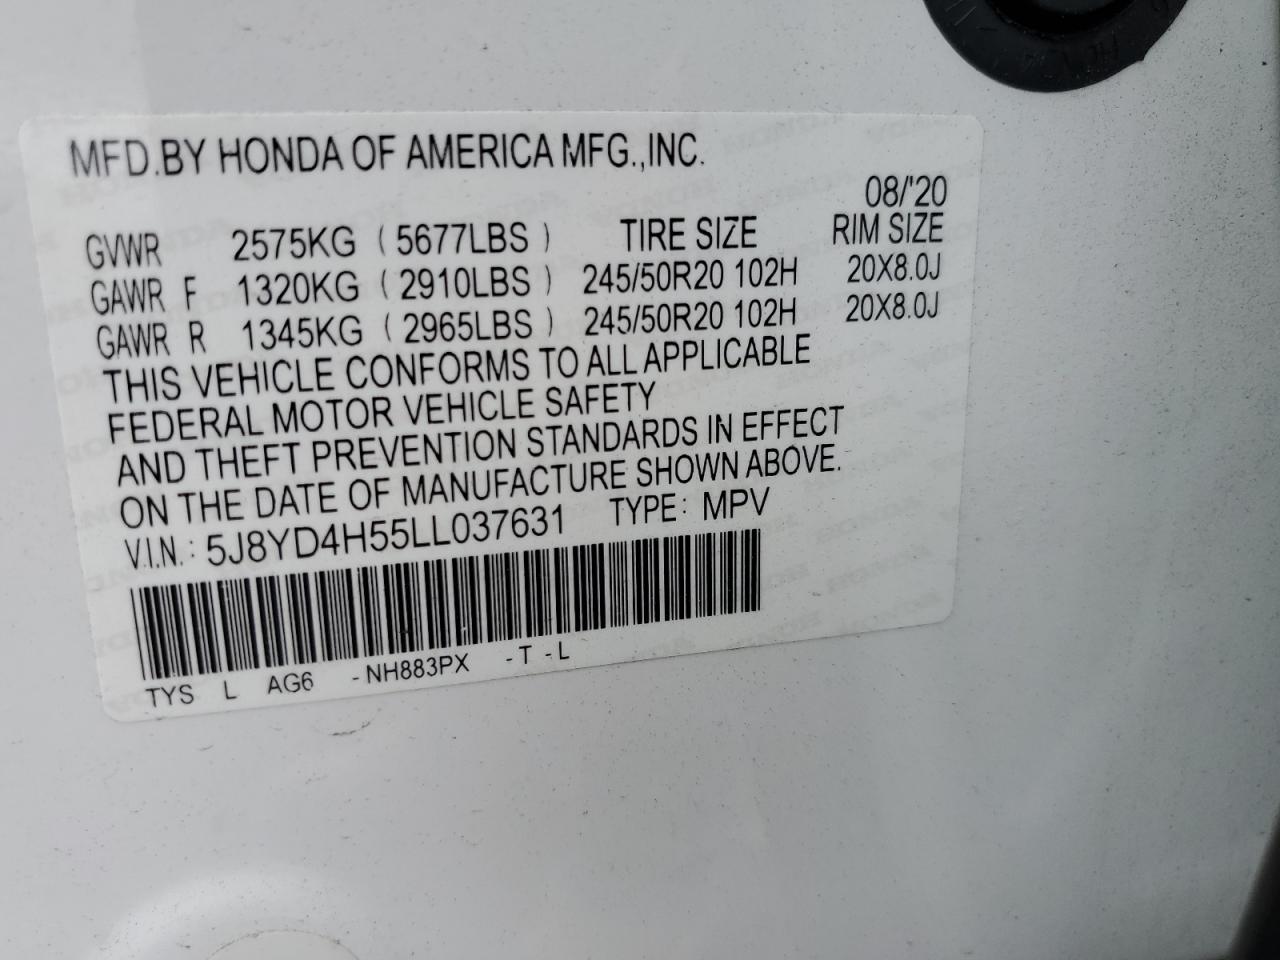 MFD.BY HONDA OF AMERICA MFG.,INC.
08/'20
GVWR 2575KG ( 5677LBS ) TIRE SIZE RIM SIZE
GAWR F 1320KG ( 2910LBS ) 245/50R20 102H 20X8.0J
GAWR R 1345KG ( 2965LBS ) 245/50R20 102H 20X8.0J
THIS VEHICLE CONFORMS TO ALL APPLICABLE
FEDERAL MOTOR VEHICLE SAFETY
AND THEFT PREVENTION STANDARDS IN EFFECT
ON THE DATE OF MANUFACTURE SHOWN ABOVE.
V.I.N.: 5J8YD4H55LL037631 TYPE: MPV
TYS L AG6 -NH883PX -T -L